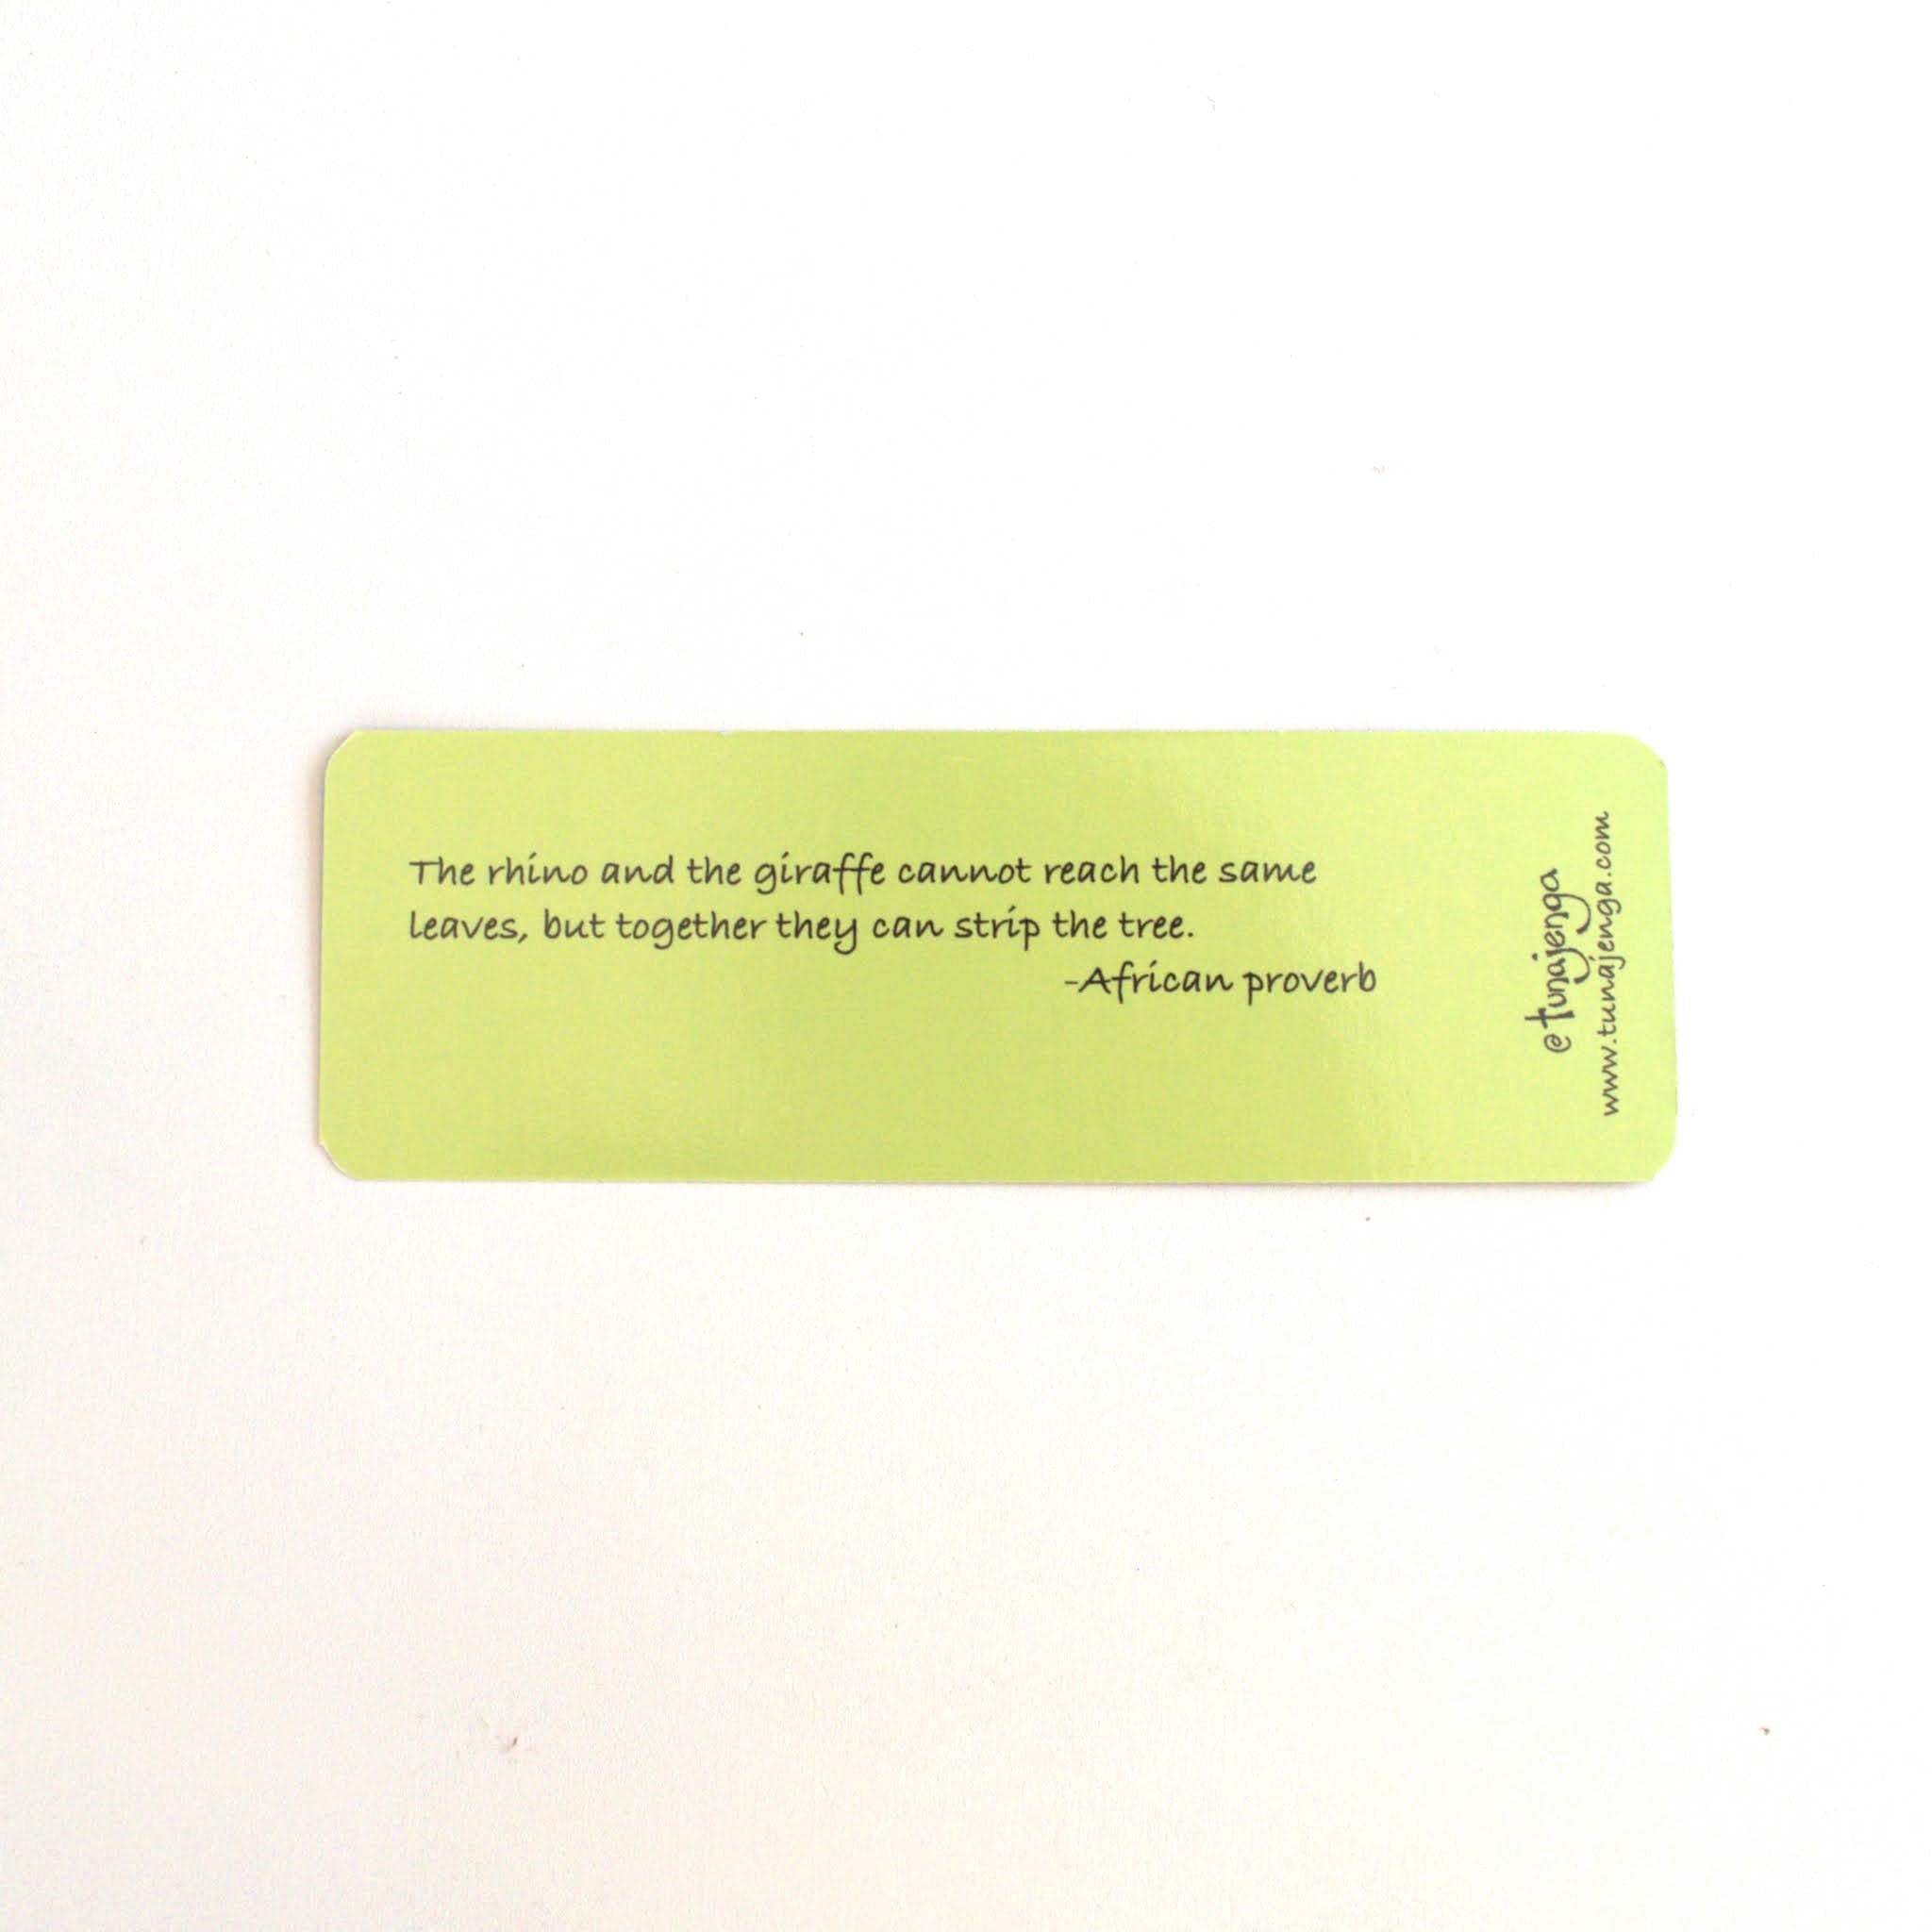 The rhino and the giraffe cannot reach the same
leaves, but together they can strip the tree.
-African proverb
@tunajenga
www.tunajenga.com